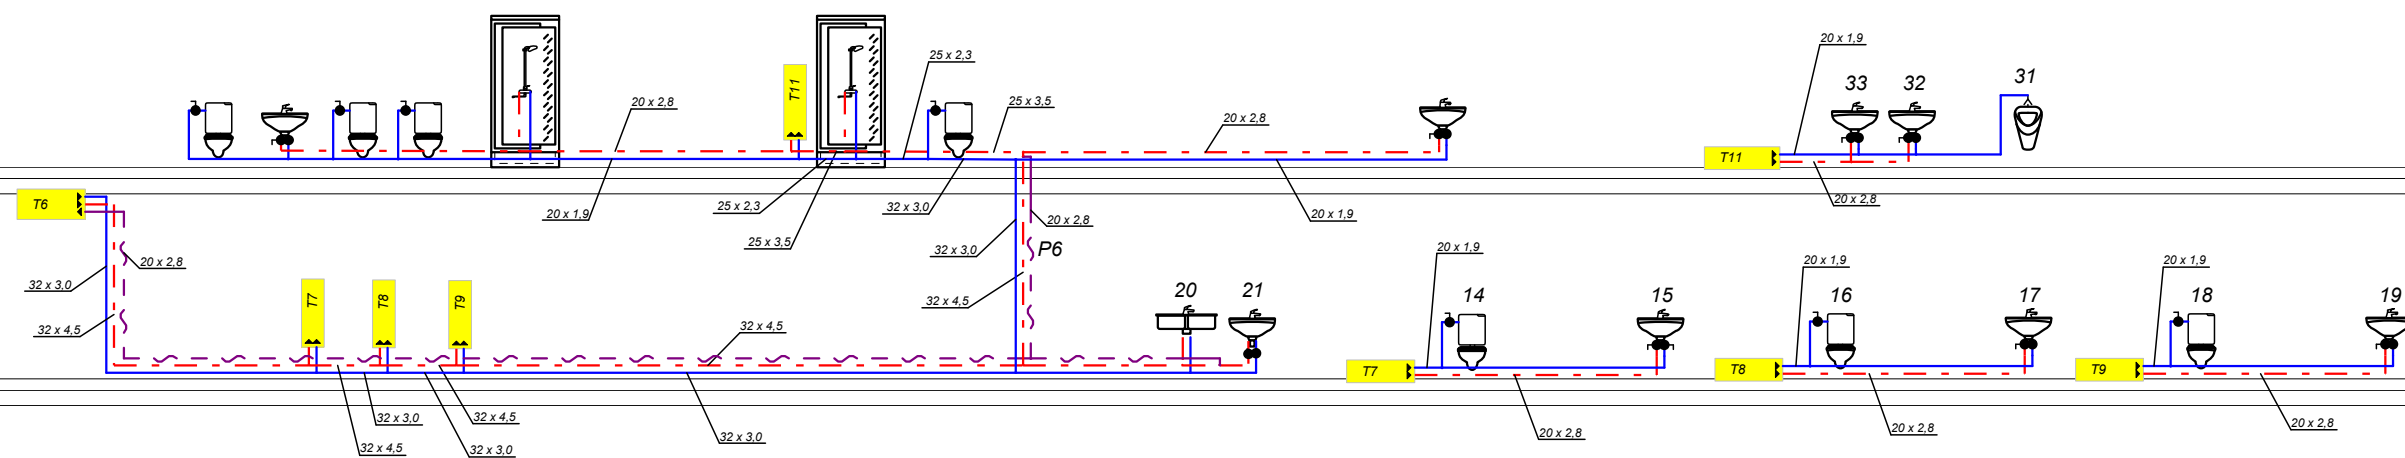 20 x 1,9
25 x 2,3
33
32
31
T11
20 x 2,8
25 x 3,5
20 x 2,8
T11
20 x 2,8
T6
25 x 2,3
32 x 3,0
20 x 1,9
20 x 1,9
20 x 2,8
25 x 3,5
32 x 3,0
P6
20 x 1,9
20 x 2,8
20 x 1,9
20 x 1,9
32 x 3,0
20
21
14
15
16
17
18
19
T7
T8
T9
32 x 4,5
32 x 4,5
32 x 4,5
T7
T8
T9
32 x 3,0
32 x 4,5
20 x 2,8
20 x 2,8
20 x 2,8
32 x 4,5
32 x 3,0
32 x 3,0